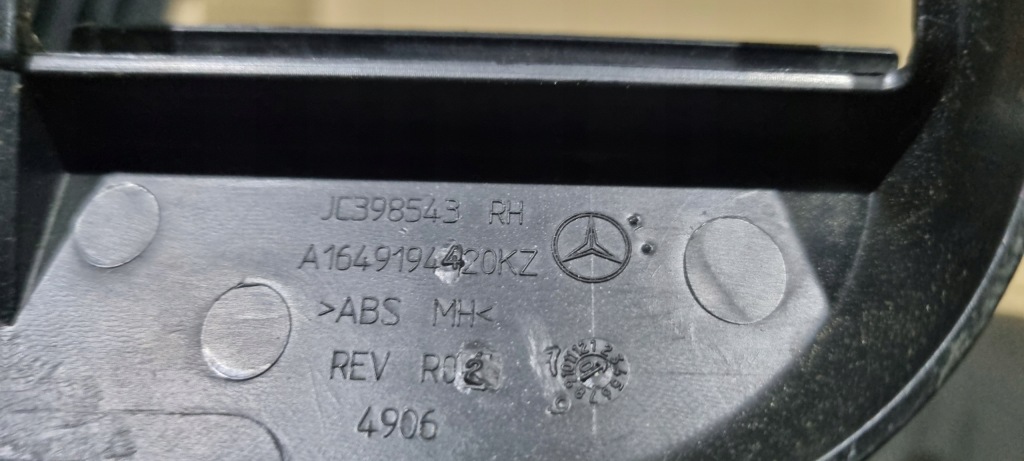 JC398543 RH
A1649194420KZ
>ABS MH<
REV R02
4906